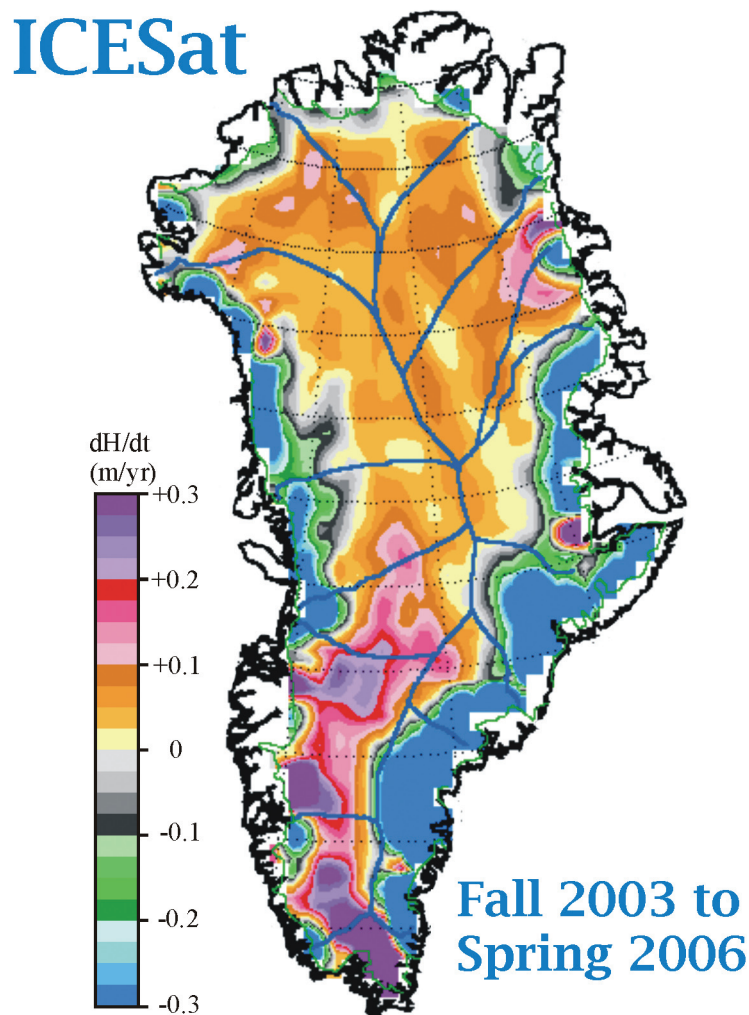 ICESat
dH/dt
(m/yr)
+0.3
+0.2
+0.1
0
-0.1
-0.2
-0.3
Fall 2003 to
Spring 2006